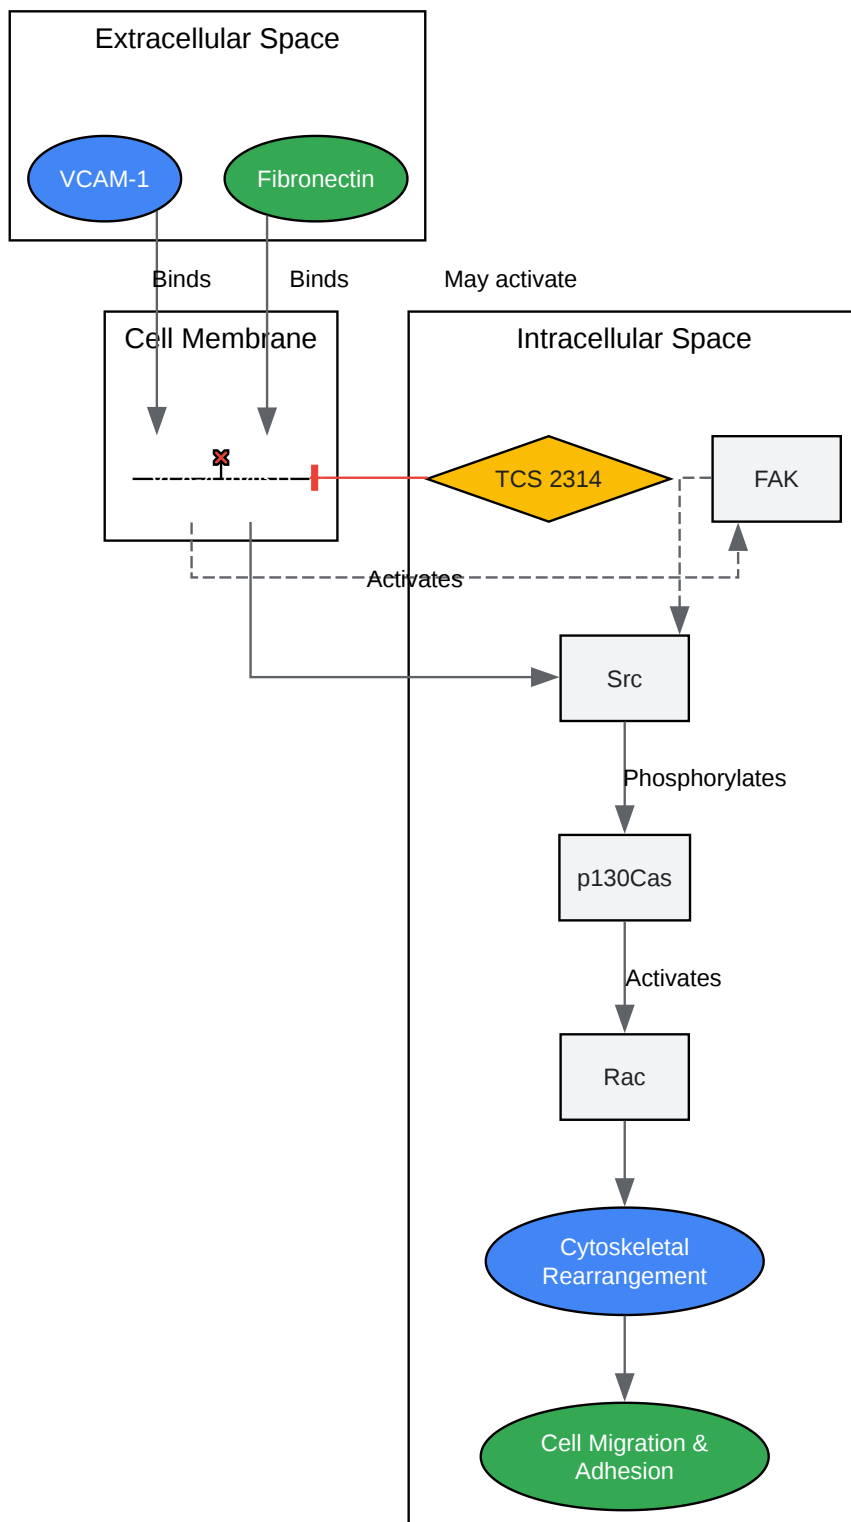 Extracellular Space
VCAM-1
Fibronectin
Binds
Binds
May activate
Cell Membrane
Intracellular Space
TCS 2314
FAK
Activates
Src
Phosphorylates
p130Cas
Activates
Rac
Cytoskeletal
Rearrangement
Cell Migration &
Adhesion